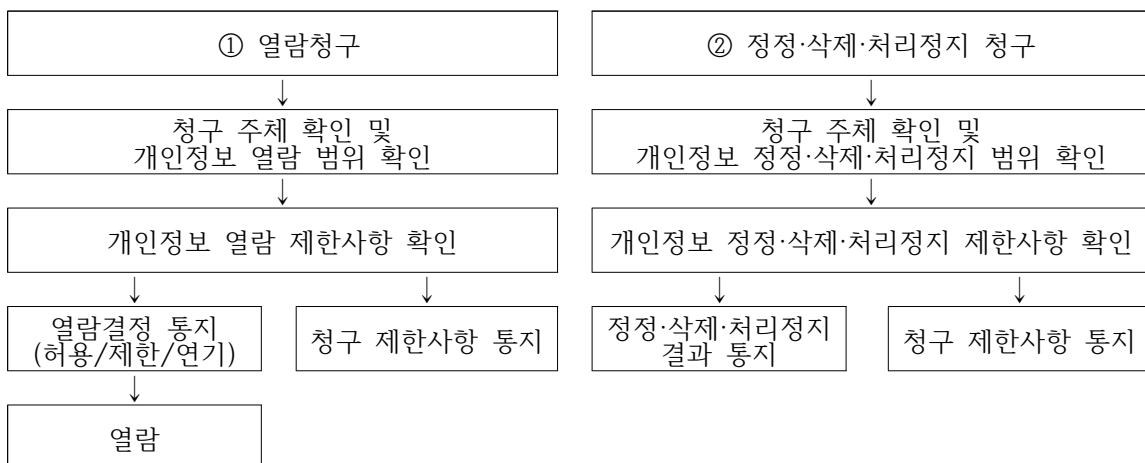 ① 열람청구
청구 주체 확인 및
개인정보 열람 범위 확인
개인정보 열람 제한사항 확인
열람결정 통지
(허용/제한/연기)
청구 제한사항 통지
열람
② 정정·삭제·처리정지 청구
청구 주체 확인 및
개인정보 정정·삭제·처리정지 범위 확인
개인정보 정정·삭제·처리정지 제한사항 확인
정정·삭제·처리정지
결과 통지
청구 제한사항 통지